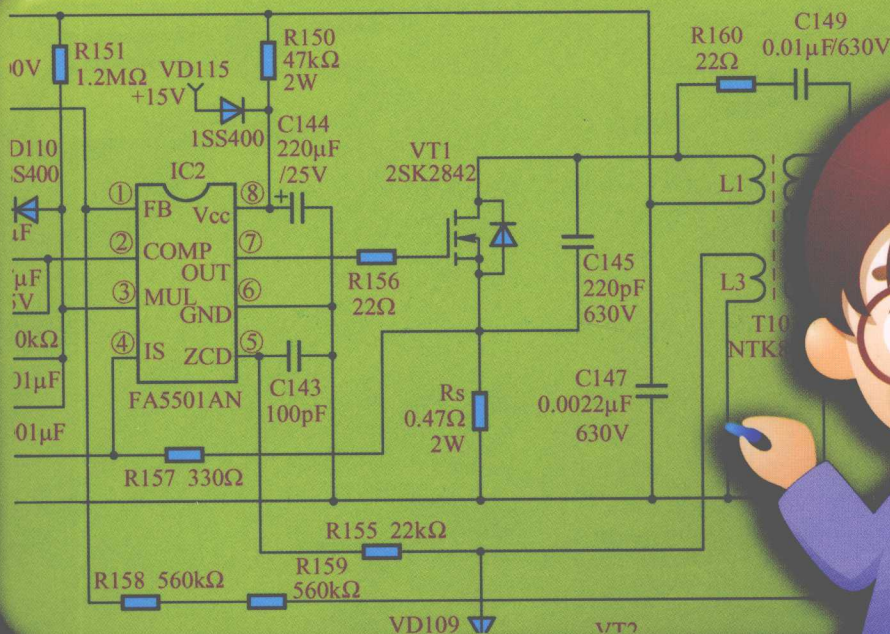 R151
1.2MΩ
VD115
+15V
R150
47kΩ
2W
1SS400
C144
220μF
/25V
+
VT1
2SK2842
R160
22Ω
C149
0.01μF/630V
IC2
①
②
③
④
⑤
⑥
⑦
⑧
FB
COMP
MUL
IS
Vcc
OUT
GND
ZCD
FA5501AN
R156
22Ω
C143
100pF
R157 330Ω
Rs
0.47Ω
2W
C145
220pF
630V
C147
0.0022μF
630V
L1
L3
R155 22kΩ
R158 560kΩ
R159
560kΩ
VD109